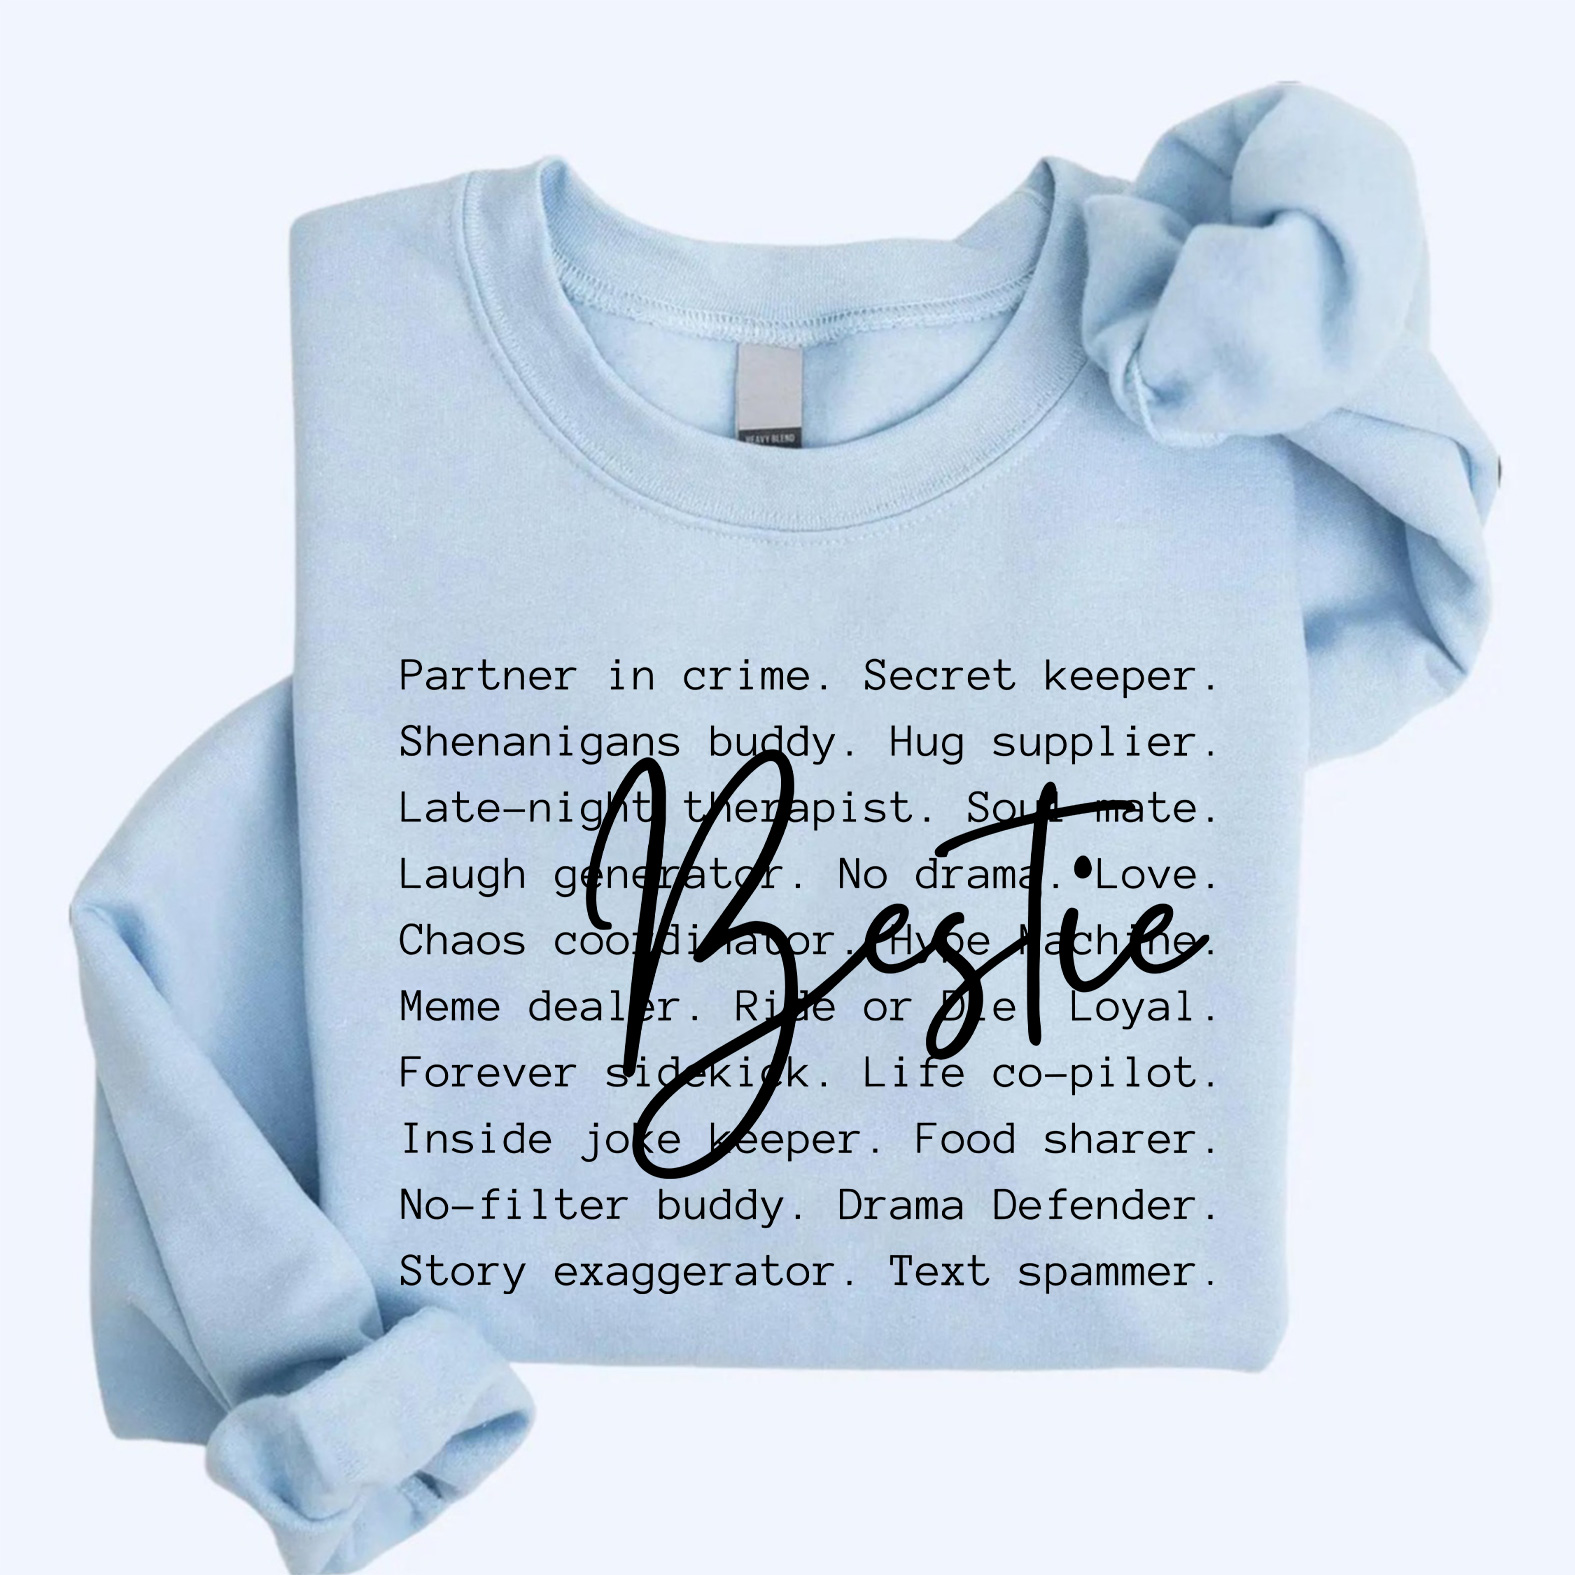 HEAVY BLEND
Partner in crime. Secret keeper.
Shenanigans buddy. Hug supplier.
Late-night therapist. Soul mate.
Laugh generator. No drama. Love.
Chaos coordinator. Hype Machine.
Meme dealer. Ride or Die. Loyal.
Forever sidekick. Life co-pilot.
Inside joke keeper. Food sharer.
No-filter buddy. Drama Defender.
Story exaggerator. Text spammer.
Bestie